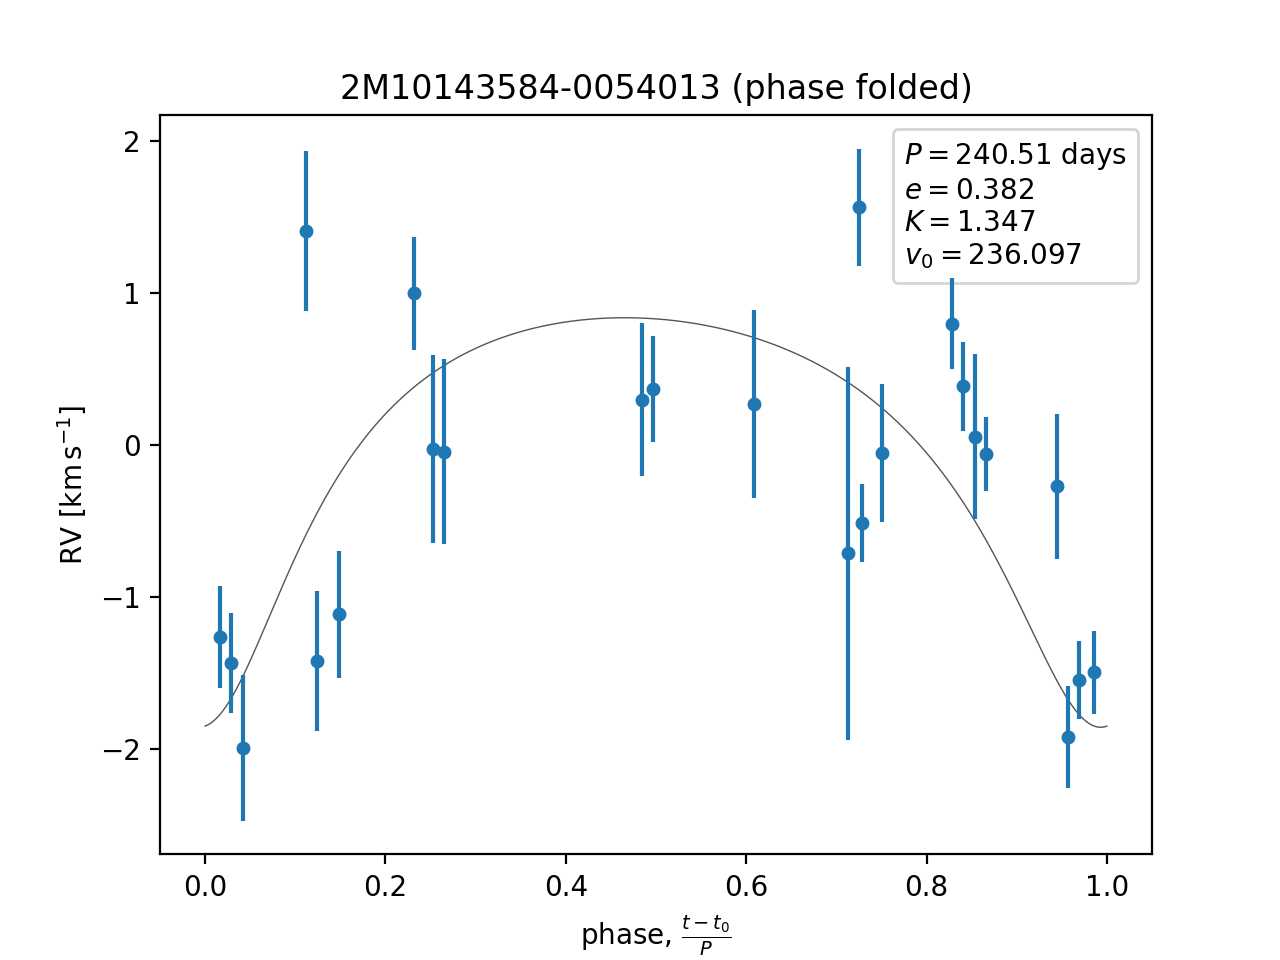 2M10143584-0054013 (phase folded)
P = 240.51 days
e = 0.382
K = 1.347
v₀ = 236.097
2
1
0
−1
−2
RV [km s⁻¹]
0.0 0.2 0.4 0.6 0.8 1.0
phase, (t − t₀)/P